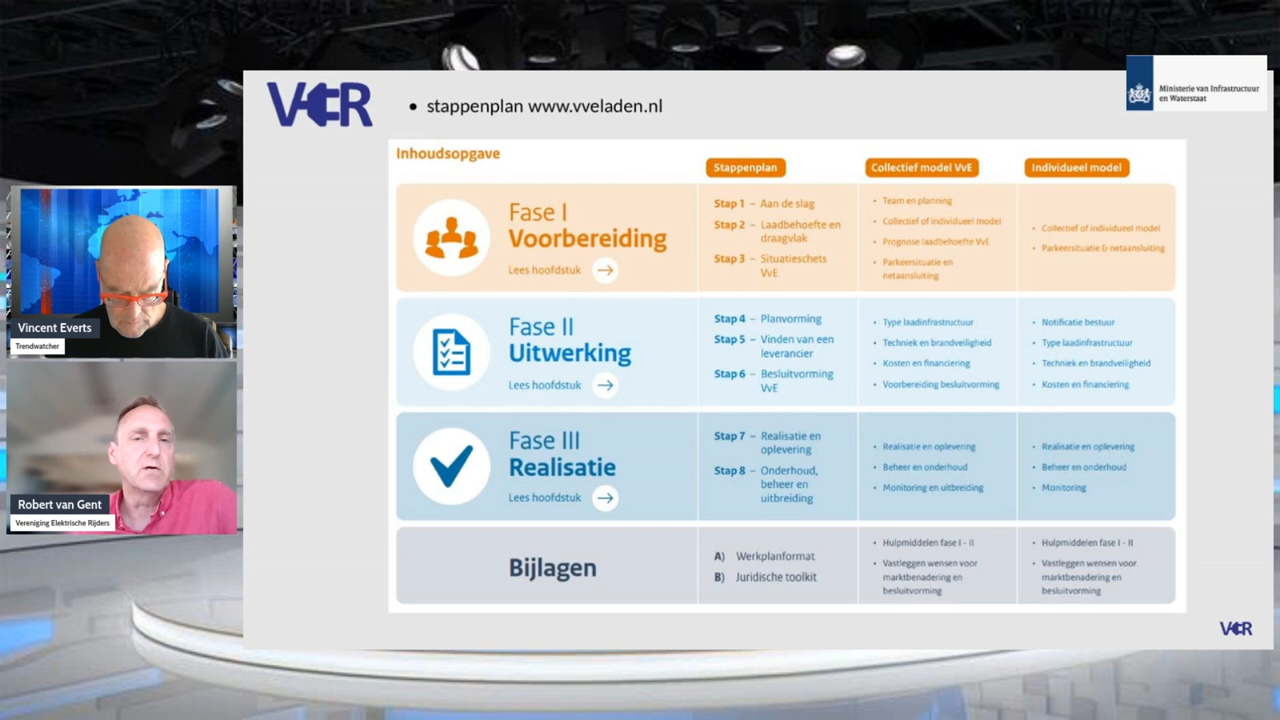 VER
• stappenplan www.vveladen.nl
Ministerie van Infrastructuur
en Waterstaat
Inhoudsopgave
Stappenplan
Collectief model VvE
Individueel model
Fase I
Voorbereiding
Lees hoofdstuk
Stap 1 – Aan de slag
Stap 2 – Laadbehoefte en
draagvlak
Stap 3 – Situatieschets
VvE
• Team en planning
• Collectief of individueel model
• Prognose laadbehoefte VvE
• Parkeersituatie en
netaansluiting
• Collectief of individueel model
• Parkeersituatie & netaansluiting
Fase II
Uitwerking
Lees hoofdstuk
Stap 4 – Planvorming
Stap 5 – Vinden van een
leverancier
Stap 6 – Besluitvorming
VvE
• Type laadinfrastructuur
• Techniek en brandveiligheid
• Kosten en financiering
• Voorbereiding besluitvorming
• Notificatie bestuur
• Type laadinfrastructuur
• Techniek en brandveiligheid
• Kosten en financiering
Fase III
Realisatie
Lees hoofdstuk
Stap 7 – Realisatie en
oplevering
Stap 8 – Onderhoud,
beheer en
uitbreiding
• Realisatie en oplevering
• Beheer en onderhoud
• Monitoring en uitbreiding
• Realisatie en oplevering
• Beheer en onderhoud
• Monitoring
Bijlagen
A) Werkplanformat
B) Juridische toolkit
• Hulpmiddelen fase I - II
• Vastleggen wensen voor
marktbenadering en
besluitvorming
• Hulpmiddelen fase I - II
• Vastleggen wensen voor
marktbenadering en
besluitvorming
VER
Vincent Everts
Trendwatcher
Robert van Gent
Vereniging Elektrische Rijders